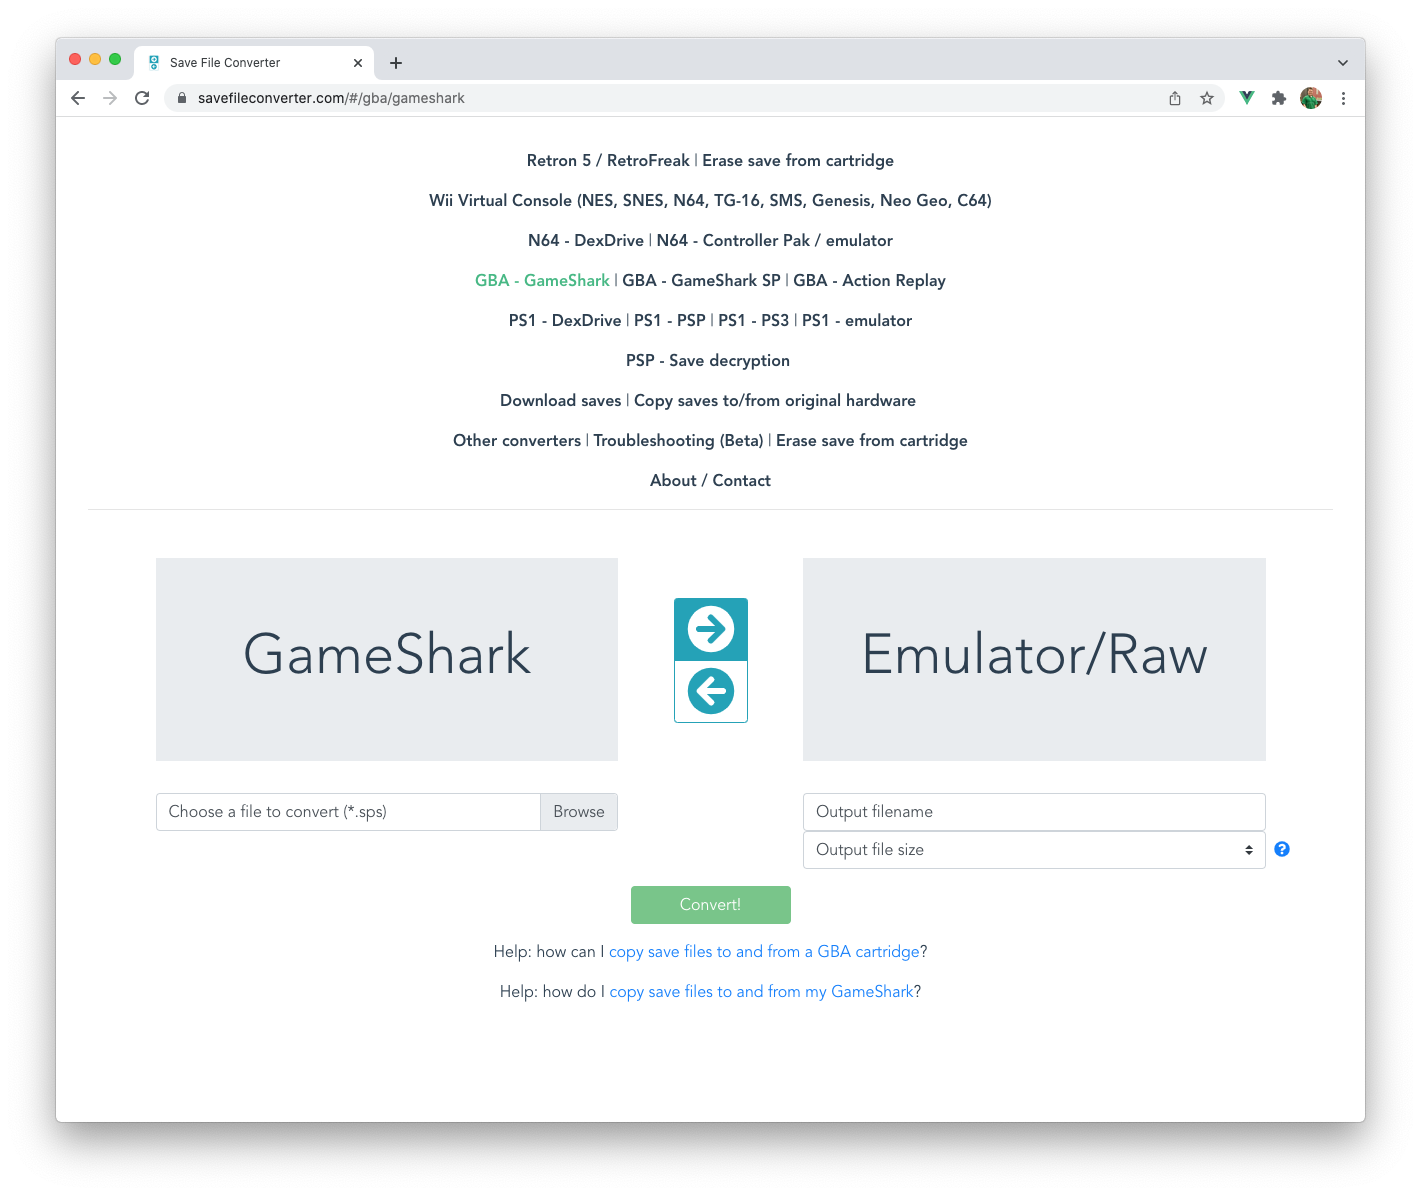 Save File Converter
savefileconverter.com/#/gba/gameshark
Retron 5 / RetroFreak | Erase save from cartridge
Wii Virtual Console (NES, SNES, N64, TG-16, SMS, Genesis, Neo Geo, C64)
N64 - DexDrive | N64 - Controller Pak / emulator
GBA - GameShark | GBA - GameShark SP | GBA - Action Replay
PS1 - DexDrive | PS1 - PSP | PS1 - PS3 | PS1 - emulator
PSP - Save decryption
Download saves | Copy saves to/from original hardware
Other converters | Troubleshooting (Beta) | Erase save from cartridge
About / Contact
GameShark
Emulator/Raw
Choose a file to convert (*.sps) Browse
Output filename
Output file size
Convert!
Help: how can I copy save files to and from a GBA cartridge?
Help: how do I copy save files to and from my GameShark?